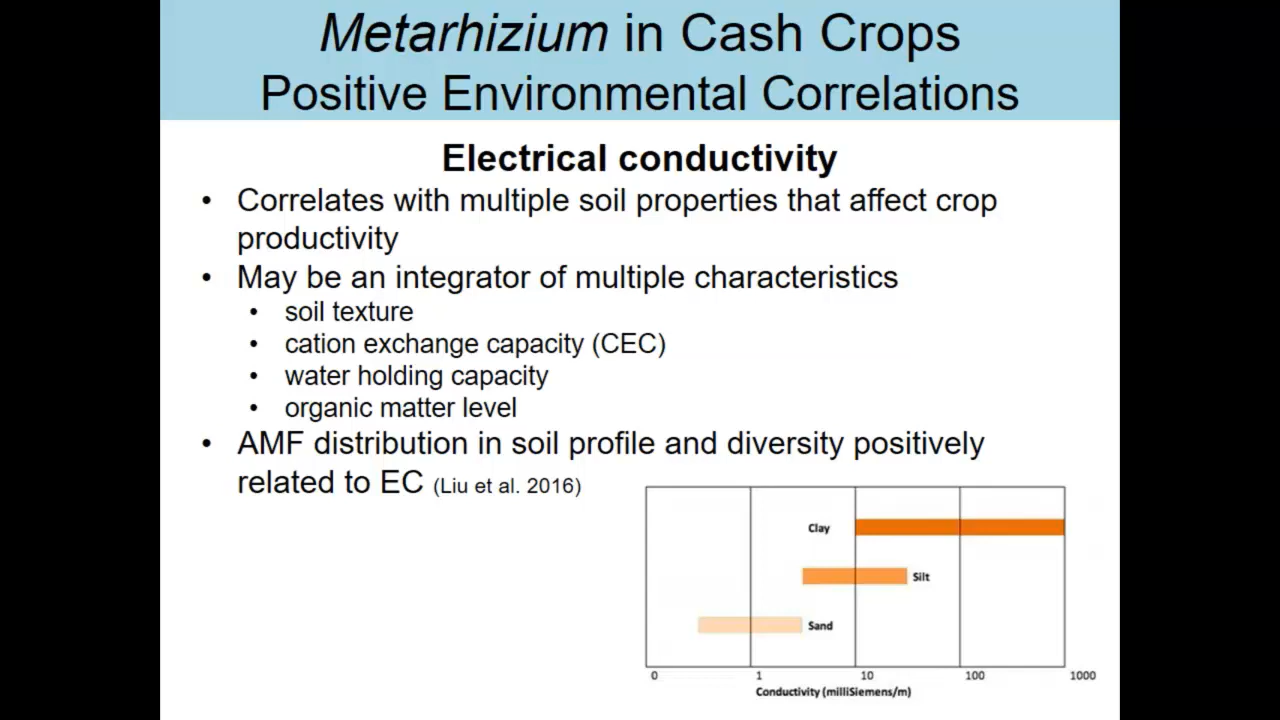 Metarhizium in Cash Crops
Positive Environmental Correlations
Electrical conductivity
• Correlates with multiple soil properties that affect crop
productivity
• May be an integrator of multiple characteristics
• soil texture
• cation exchange capacity (CEC)
• water holding capacity
• organic matter level
• AMF distribution in soil profile and diversity positively
related to EC (Liu et al. 2016)
Clay
Silt
Sand
0 1 10 100 1000
Conductivity (milliSiemens/m)